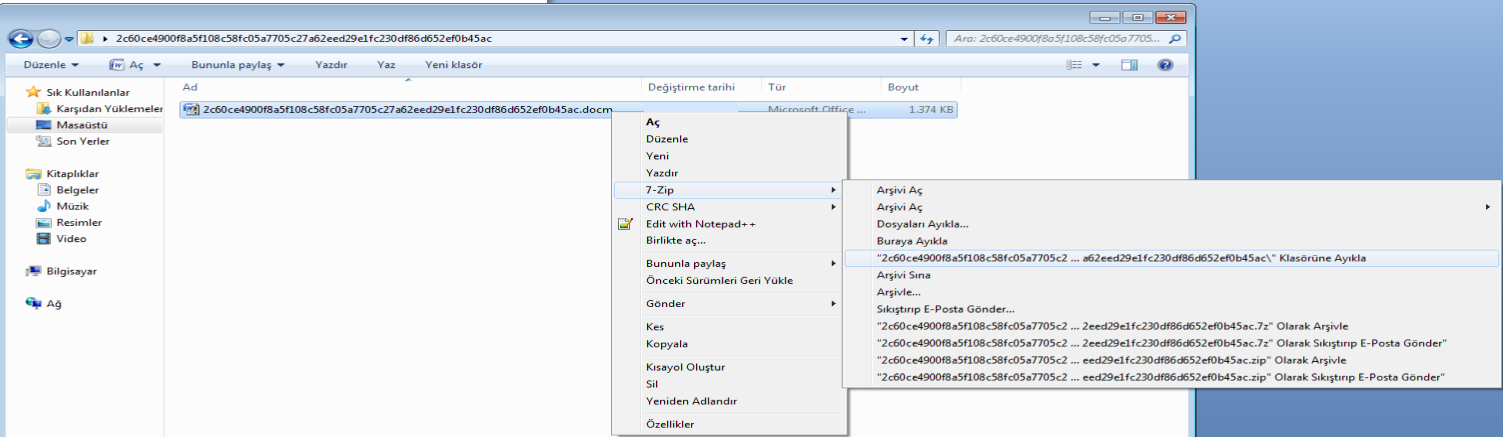 2c60ce4900f8a5f108c58fc05a7705c27a62eed29e1fc230df86d652ef0b45ac
Ara: 2c60ce4900f8a5f108c58fc05a7705...
Düzenle
Aç
Bununla paylaş
Yazdır
Yaz
Yeni klasör
Ad
Değiştirme tarihi
Tür
Boyut
2c60ce4900f8a5f108c58fc05a7705c27a62eed29e1fc230df86d652ef0b45ac.docm
Microsoft Office ...
1.374 KB
Sık Kullanılanlar
Karşıdan Yüklemeler
Masaüstü
Son Yerler
Kitaplıklar
Belgeler
Müzik
Resimler
Video
Bilgisayar
Ağ
Aç
Düzenle
Yeni
Yazdır
7-Zip
CRC SHA
Edit with Notepad++
Birlikte aç...
Bununla paylaş
Önceki Sürümleri Geri Yükle
Gönder
Kes
Kopyala
Kısayol Oluştur
Sil
Yeniden Adlandır
Özellikler
Arşivi Aç
Arşivi Aç
Dosyaları Ayıkla...
Buraya Ayıkla
"2c60ce4900f8a5f108c58fc05a7705c2 ... a62eed29e1fc230df86d652ef0b45ac\" Klasörüne Ayıkla
Arşivi Sına
Arşivle...
Sıkıştırıp E-Posta Gönder...
"2c60ce4900f8a5f108c58fc05a7705c2 ... 2eed29e1fc230df86d652ef0b45ac.7z" Olarak Arşivle
"2c60ce4900f8a5f108c58fc05a7705c2 ... 2eed29e1fc230df86d652ef0b45ac.7z" Olarak Sıkıştırıp E-Posta Gönder"
"2c60ce4900f8a5f108c58fc05a7705c2 ... eed29e1fc230df86d652ef0b45ac.zip" Olarak Arşivle
"2c60ce4900f8a5f108c58fc05a7705c2 ... eed29e1fc230df86d652ef0b45ac.zip" Olarak Sıkıştırıp E-Posta Gönder"